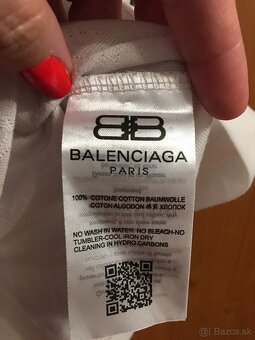 BALENCIAGA
PARIS
100% COTONE COTTON BAUMWOLLE
COTON ALGODON 棉 ХЛОПОК
NO WASH IN WATER- NO BLEACH-NO
TUMBLER-COOL IRON DRY
CLEANING IN HYDRO CARBONS
Bazos.sk